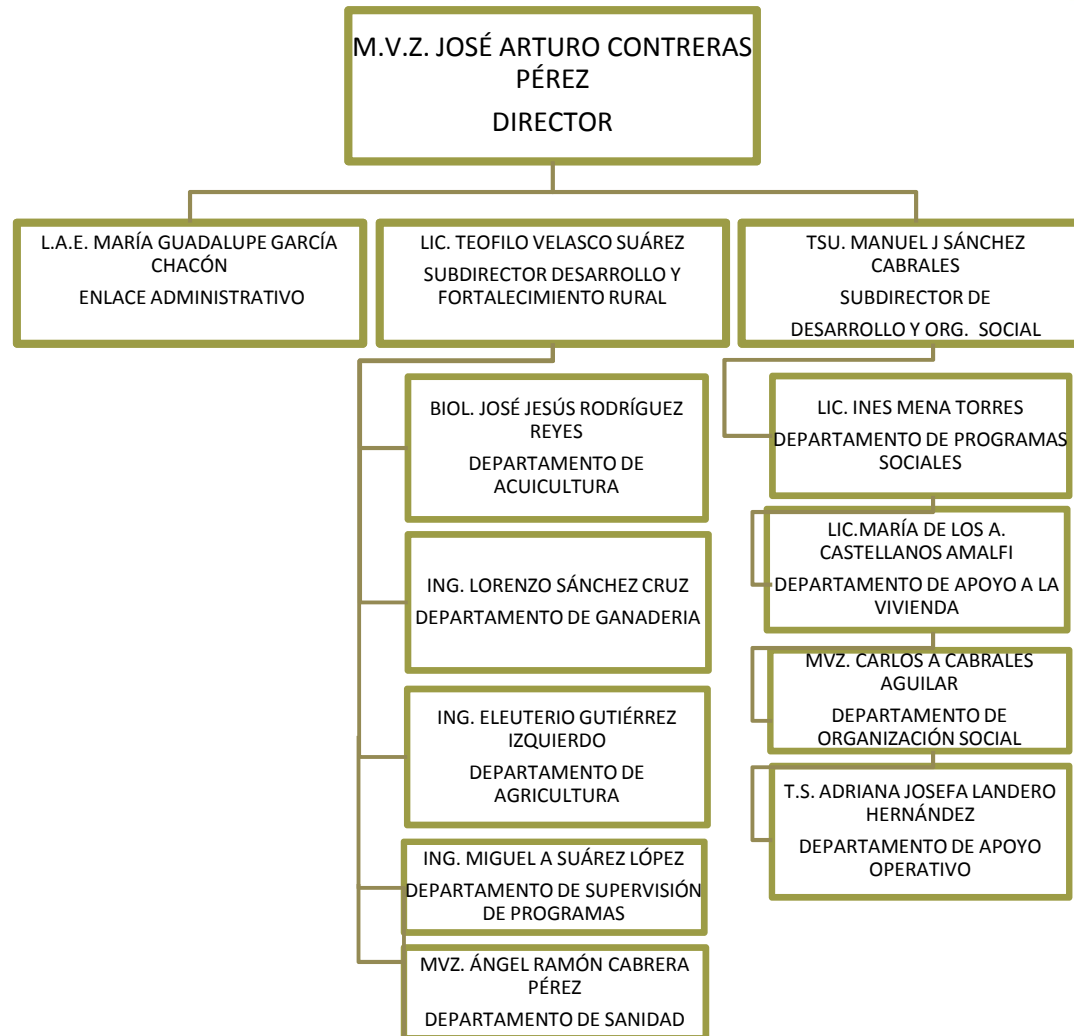 M.V.Z. JOSÉ ARTURO CONTRERAS
PÉREZ
DIRECTOR
L.A.E. MARÍA GUADALUPE GARCÍA
CHACÓN
ENLACE ADMINISTRATIVO
LIC. TEOFILO VELASCO SUÁREZ
SUBDIRECTOR DESARROLLO Y
FORTALECIMIENTO RURAL
TSU. MANUEL J SÁNCHEZ
CABRALES
SUBDIRECTOR DE
DESARROLLO Y ORG. SOCIAL
BIOL. JOSÉ JESÚS RODRÍGUEZ
REYES
DEPARTAMENTO DE
ACUICULTURA
ING. LORENZO SÁNCHEZ CRUZ
DEPARTAMENTO DE GANADERIA
ING. ELEUTERIO GUTIÉRREZ
IZQUIERDO
DEPARTAMENTO DE
AGRICULTURA
ING. MIGUEL A SUÁREZ LÓPEZ
DEPARTAMENTO DE SUPERVISIÓN
DE PROGRAMAS
MVZ. ÁNGEL RAMÓN CABRERA
PÉREZ
DEPARTAMENTO DE SANIDAD
LIC. INES MENA TORRES
DEPARTAMENTO DE PROGRAMAS
SOCIALES
LIC.MARÍA DE LOS A.
CASTELLANOS AMALFI
DEPARTAMENTO DE APOYO A LA
VIVIENDA
MVZ. CARLOS A CABRALES
AGUILAR
DEPARTAMENTO DE
ORGANIZACIÓN SOCIAL
T.S. ADRIANA JOSEFA LANDERO
HERNÁNDEZ
DEPARTAMENTO DE APOYO
OPERATIVO